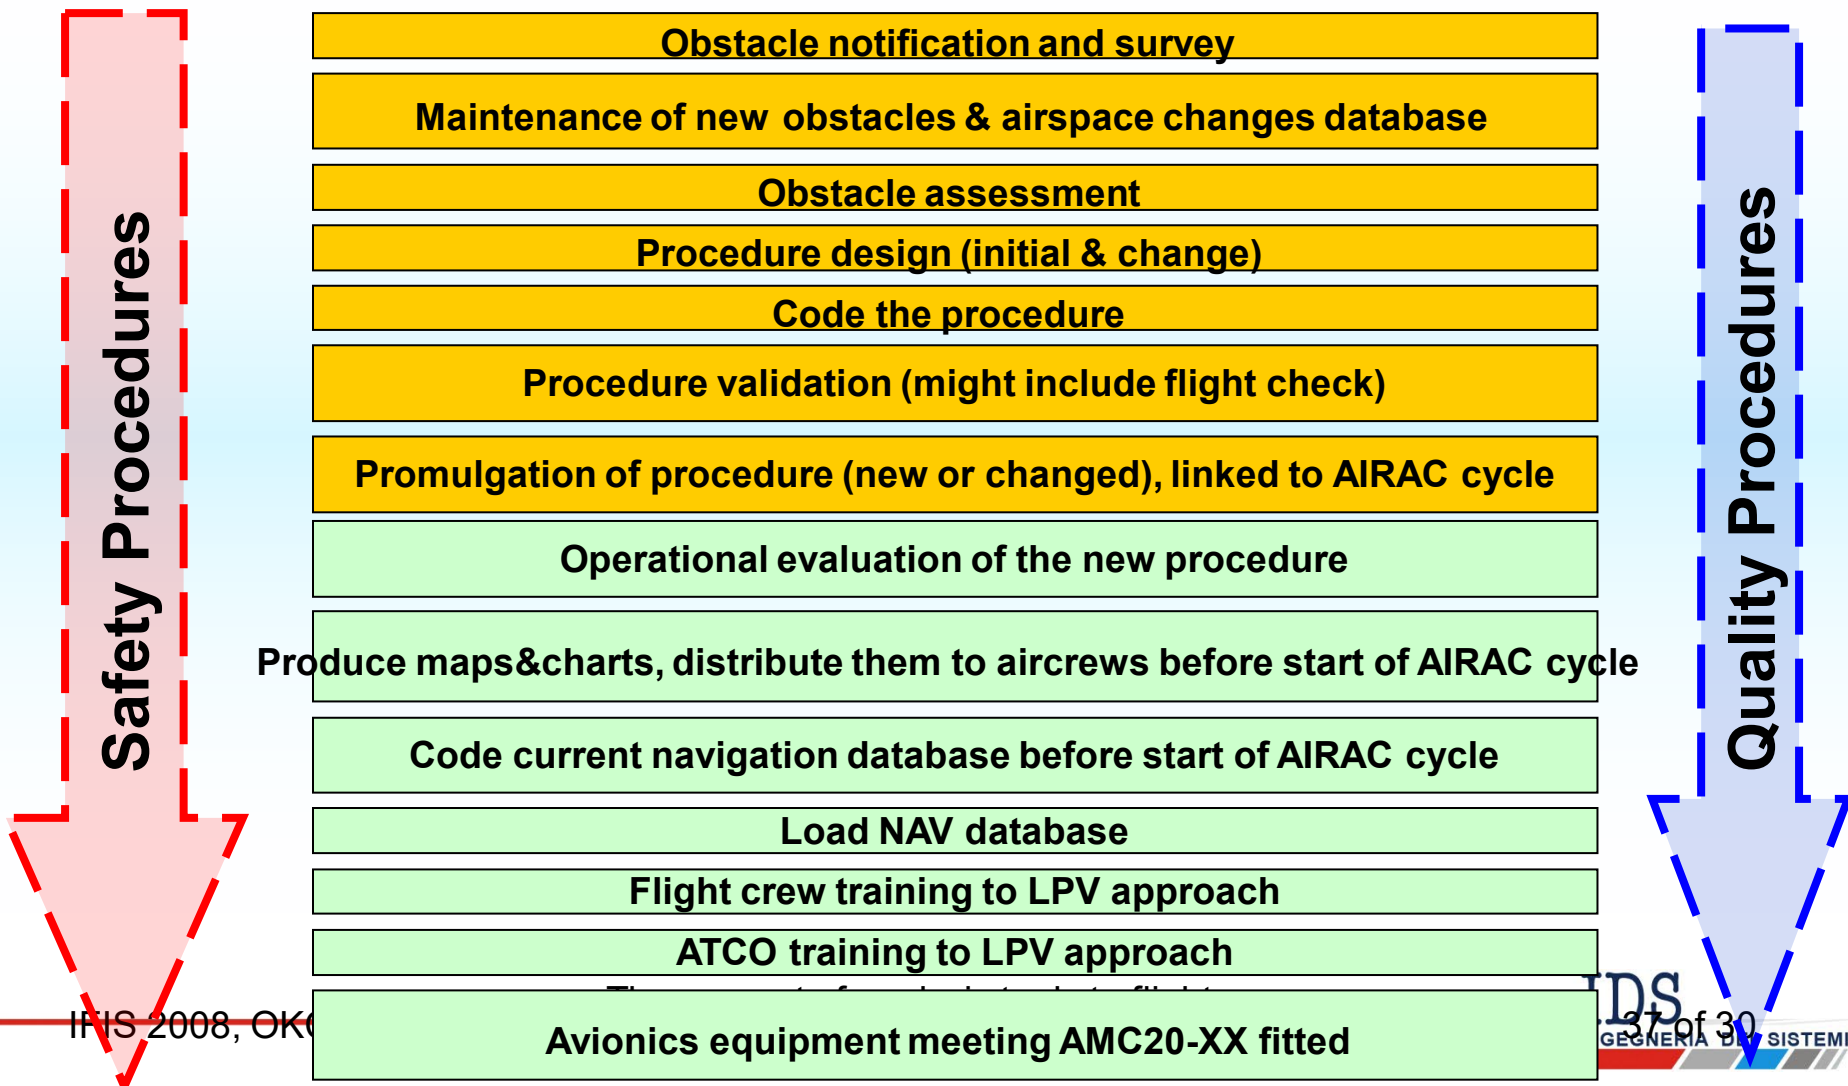 Obstacle notification and survey
Maintenance of new obstacles & airspace changes database
Obstacle assessment
Procedure design (initial & change)
Code the procedure
Procedure validation (might include flight check)
Promulgation of procedure (new or changed), linked to AIRAC cycle
Operational evaluation of the new procedure
Produce maps&charts, distribute them to aircrews before start of AIRAC cycle
Code current navigation database before start of AIRAC cycle
Load NAV database
Flight crew training to LPV approach
ATCO training to LPV approach
Avionics equipment meeting AMC20-XX fitted
Safety Procedures
Quality Procedures
IFIS 2008,
37 of 30
IDS
SISTEMI